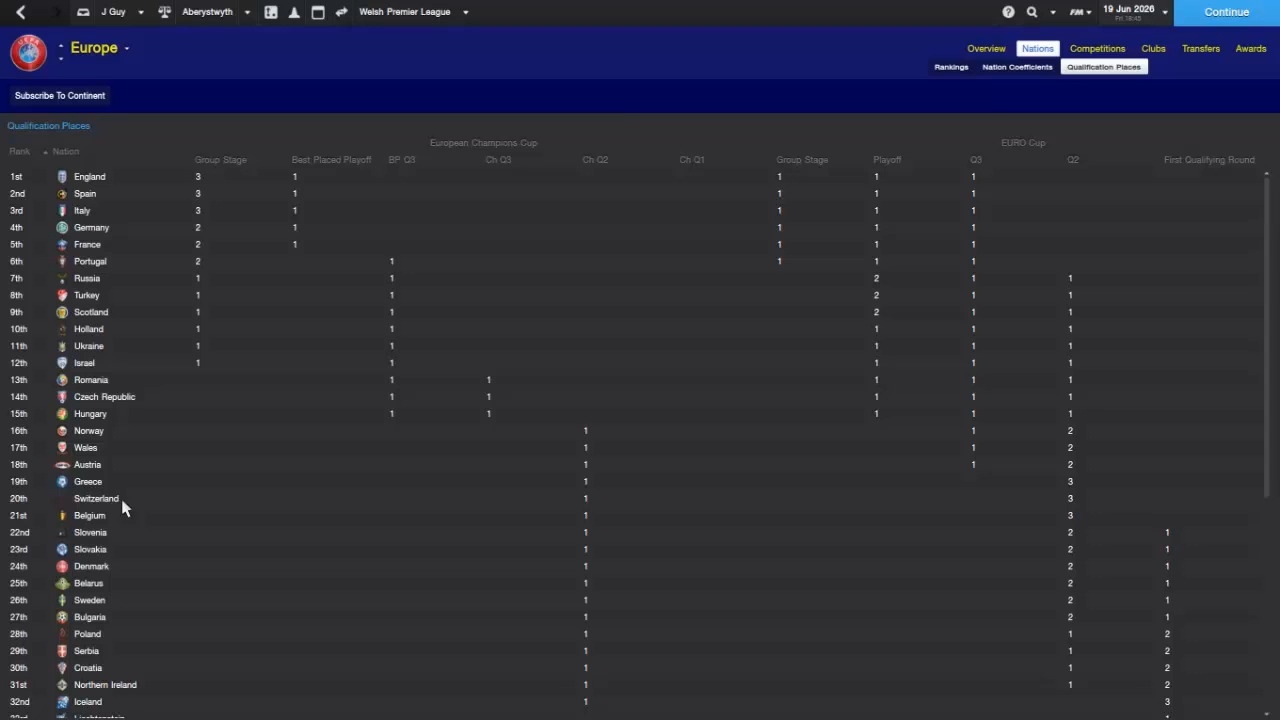 J Guy Aberystwyth Welsh Premier League FM 19 Jun 2026 Fri 18:45 Continue
Europe
Overview Nations Competitions Clubs Transfers Awards
Rankings Nation Coefficients Qualification Places
Subscribe To Continent
Qualification Places
European Champions Cup EURO Cup
Rank Nation Group Stage Best Placed Playoff BP Q3 Ch Q3 Ch Q2 Ch Q1 Group Stage Playoff Q3 Q2 First Qualifying Round
1st England 3 1 1 1 1
2nd Spain 3 1 1 1 1
3rd Italy 3 1 1 1 1
4th Germany 2 1 1 1 1
5th France 2 1 1 1 1
6th Portugal 2 1 1 1 1
7th Russia 1 1 2 1 1
8th Turkey 1 1 2 1 1
9th Scotland 1 1 2 1 1
10th Holland 1 1 1 1 1
11th Ukraine 1 1 1 1 1
12th Israel 1 1 1 1 1
13th Romania 1 1 1 1 1
14th Czech Republic 1 1 1 1 1
15th Hungary 1 1 1 1 1
16th Norway 1 1 2
17th Wales 1 1 2
18th Austria 1 1 2
19th Greece 1 3
20th Switzerland 1 3
21st Belgium 1 3
22nd Slovenia 1 2 1
23rd Slovakia 1 2 1
24th Denmark 1 2 1
25th Belarus 1 2 1
26th Sweden 1 2 1
27th Bulgaria 1 2 1
28th Poland 1 1 2
29th Serbia 1 1 2
30th Croatia 1 1 2
31st Northern Ireland 1 1 2
32nd Iceland 1 3
33rd Liechtenstein